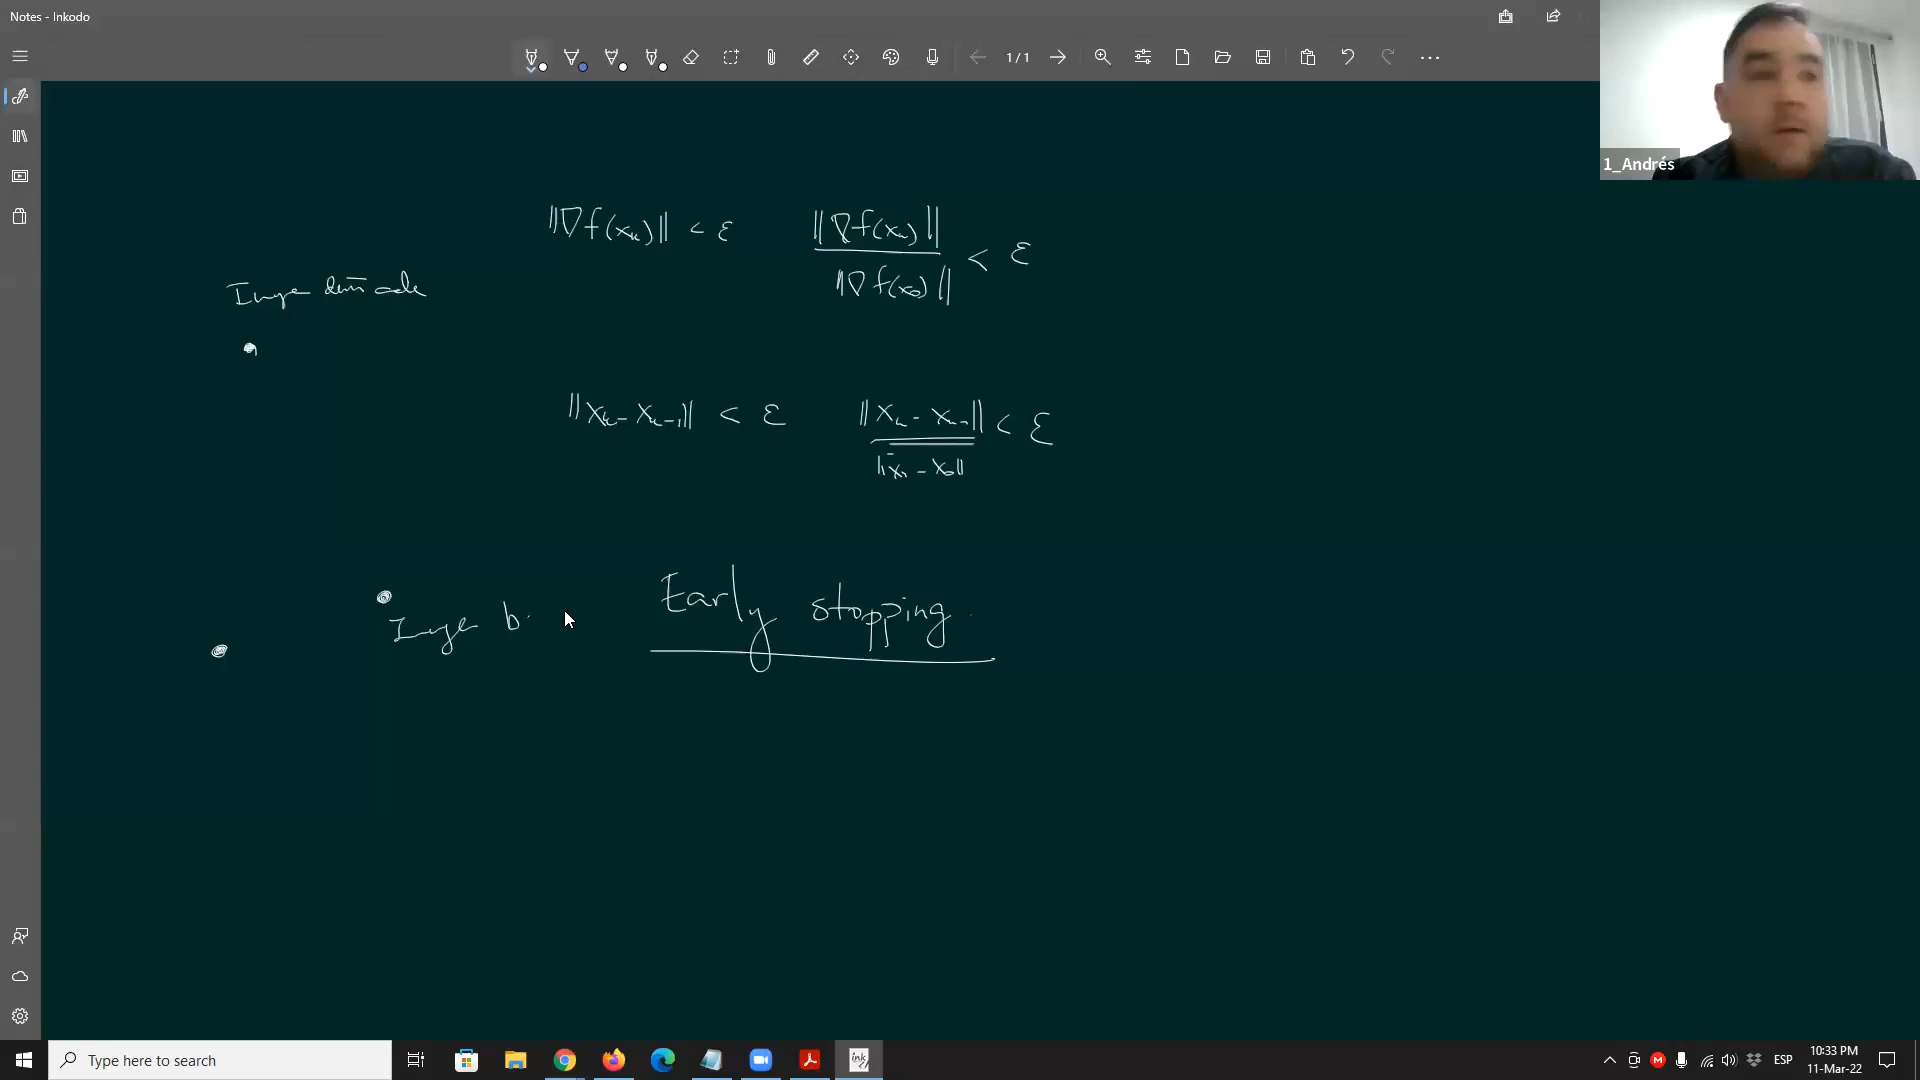 Notes - Inkodo
1 / 1
1_Andrés
||∇f(xₖ)|| < ε
||∇f(xₖ)|| / ||∇f(x₀)|| < ε
||xₖ - xₖ₋₁|| < ε
||xₖ - xₖ₋₁|| / ||x₁ - x₀|| < ε
Early stopping.
b.
Type here to search
ink
ESP
10:33 PM
11-Mar-22